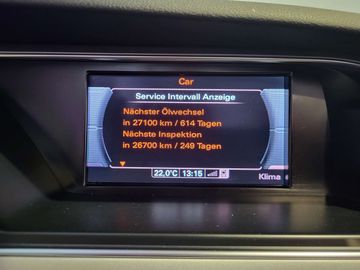 Car
Service Intervall Anzeige
Nächster Ölwechsel
in 27100 km / 614 Tagen
Nächste Inspektion
in 26700 km / 249 Tagen
22,0°C 13:15
Klima